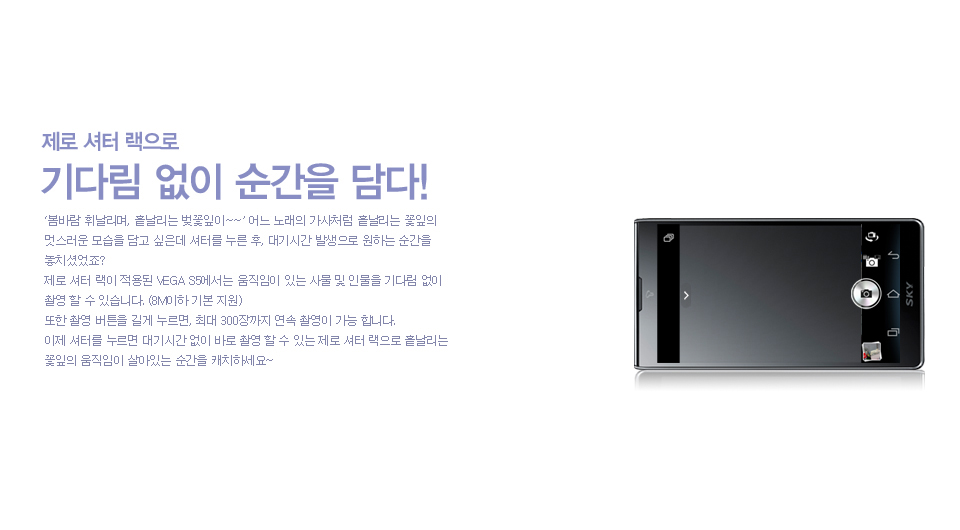 제로 셔터 랙으로
기다림 없이 순간을 담다!
‘봄바람 휘날리며, 흩날리는 벚꽃잎이~~’ 어느 노래의 가사처럼 흩날리는 꽃잎의
멋스러운 모습을 담고 싶은데 셔터를 누른 후, 대기시간 발생으로 원하는 순간을
놓치셨었죠?
제로 셔터 랙이 적용된 VEGA S5에서는 움직임이 있는 사물 및 인물을 기다림 없이
촬영 할 수 있습니다. (8M이하 기본 지원)
또한 촬영 버튼을 길게 누르면, 최대 300장까지 연속 촬영이 가능 합니다.
이제 셔터를 누르면 대기시간 없이 바로 촬영 할 수 있는 제로 셔터 랙으로 흩날리는
꽃잎의 움직임이 살아있는 순간을 캐치하세요~
SKY